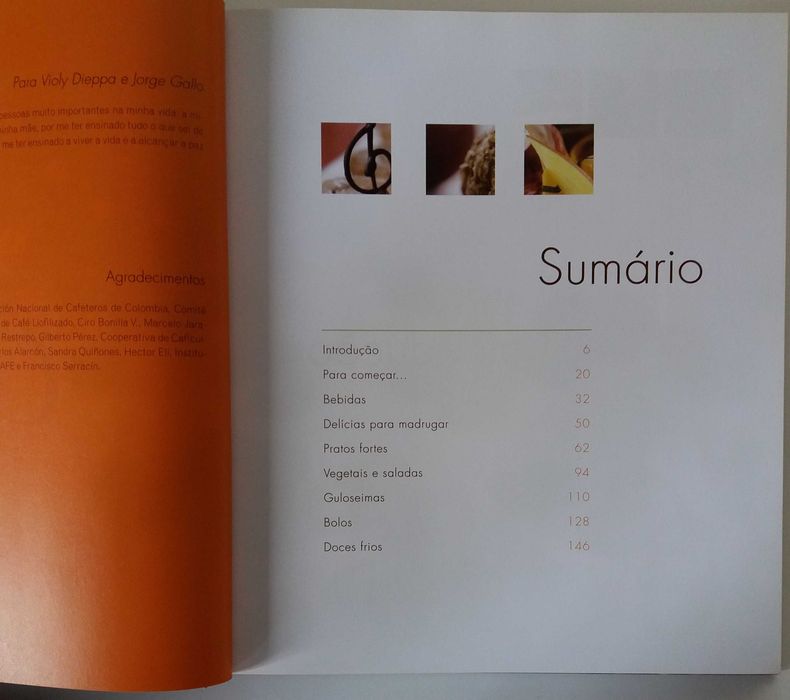 Para Violy Dieppa e Jorge Gallo
pessoas muito importantes na minha vida: a mi-
inha mãe, por me ter ensinado tudo o que sei de
me ter ensinado a viver a vida e a alcançar a paz
Agradecimentos
ción Nacional de Cafeteros de Colombia, Comité
de Café Liofilizado, Ciro Bonilla V., Marcelo Jara-
Restrepo, Gilberto Pérez, Cooperativa de Caficul-
los Alarcón, Sandra Quiñones, Hector Eli, Institu-
AFE e Francisco Serracín.
Sumário
Introdução 6
Para começar... 20
Bebidas 32
Delícias para madrugar 50
Pratos fortes 62
Vegetais e saladas 94
Guloseimas 110
Bolos 128
Doces frios 146